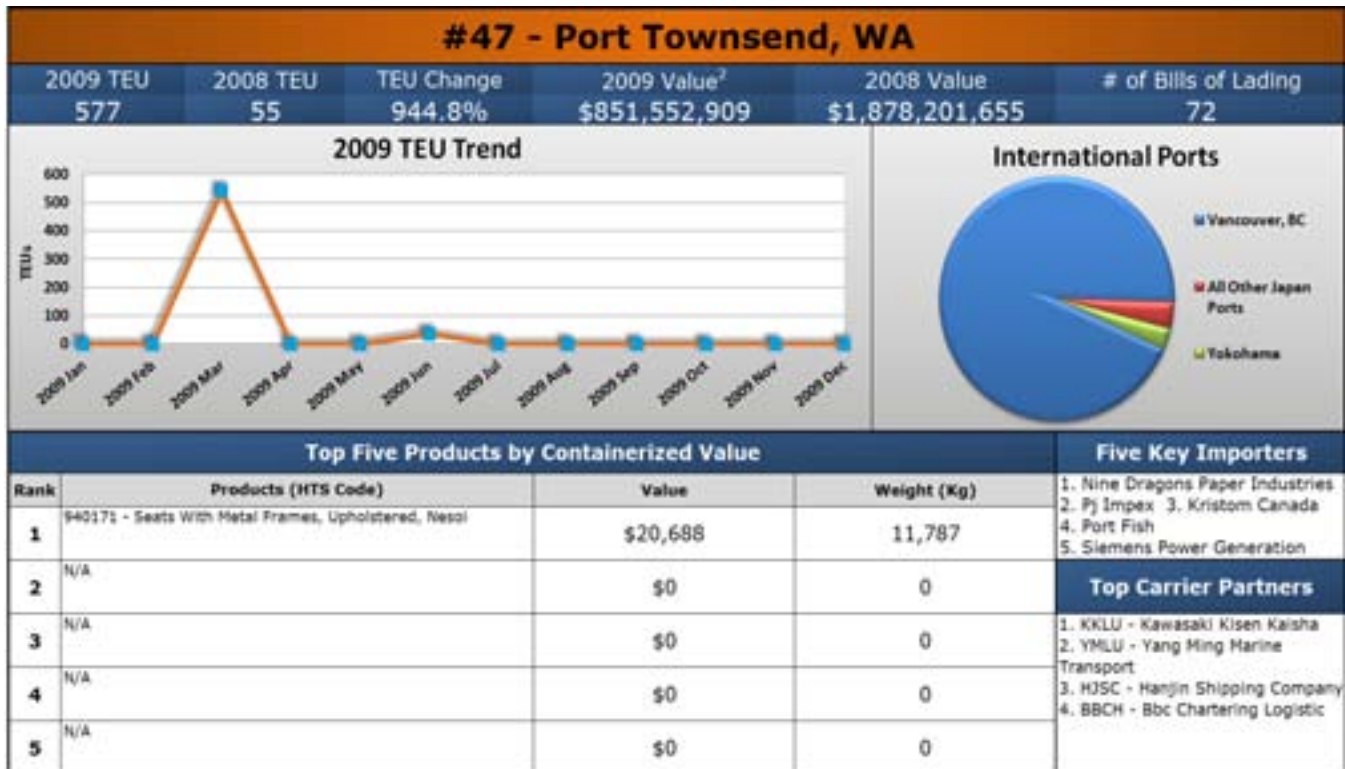 #47 - Port Townsend, WA
2009 TEU 2008 TEU TEU Change 2009 Value² 2008 Value # of Bills of Lading
577 55 944.8% $851,552,909 $1,878,201,655 72
2009 TEU Trend
600
500
400
300
200
100
0
TEUs
2009 Jan 2009 Feb 2009 Mar 2009 Apr 2009 May 2009 Jun 2009 Jul 2009 Aug 2009 Sep 2009 Oct 2009 Nov 2009 Dec
International Ports
Vancouver, BC
All Other Japan
Ports
Yokohama
Top Five Products by Containerized Value
Rank Products (HTS Code) Value Weight (Kg)
1 940171 - Seats With Metal Frames, Upholstered, Nesoi $20,688 11,787
2 N/A $0 0
3 N/A $0 0
4 N/A $0 0
5 N/A $0 0
Five Key Importers
1. Nine Dragons Paper Industries
2. Pj Impex 3. Kristom Canada
4. Port Fish
5. Siemens Power Generation
Top Carrier Partners
1. KKLU - Kawasaki Kisen Kaisha
2. YMLU - Yang Ming Marine
Transport
3. HJSC - Hanjin Shipping Company
4. BBCH - Bbc Chartering Logistic